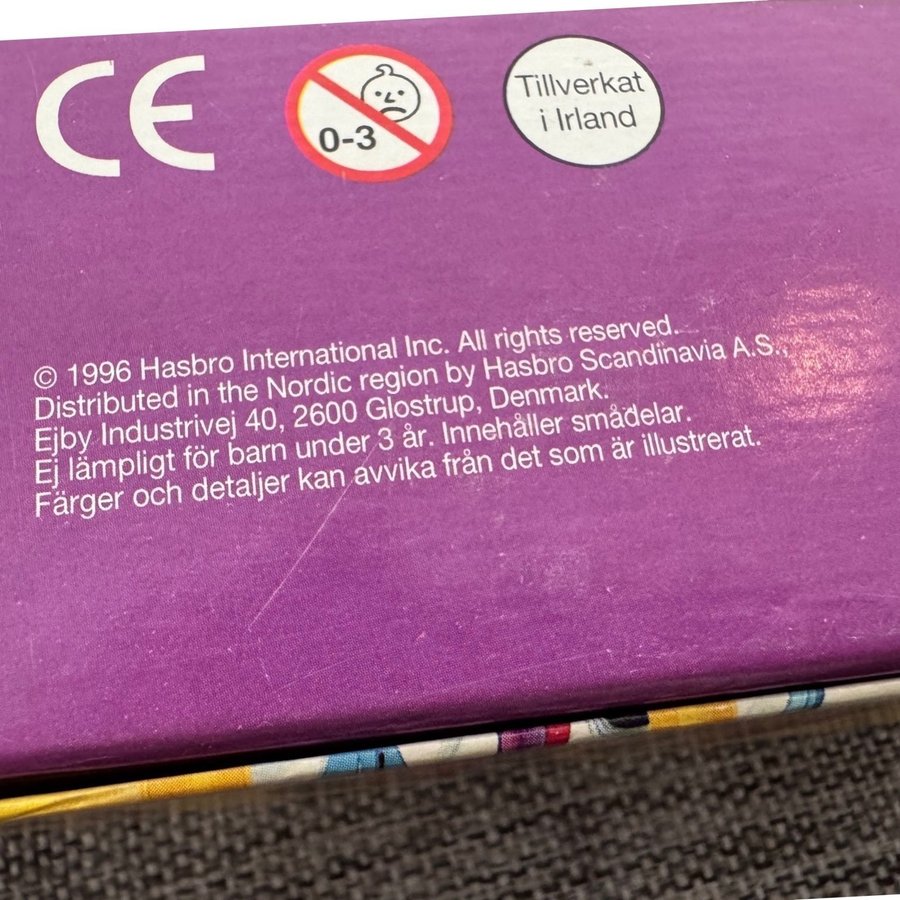 CE
0-3
Tillverkat
i Irland
© 1996 Hasbro International Inc. All rights reserved.
Distributed in the Nordic region by Hasbro Scandinavia A.S.,
Ejby Industrivej 40, 2600 Glostrup, Denmark.
Ej lämpligt för barn under 3 år. Innehåller smådelar.
Färger och detaljer kan avvika från det som är illustrerat.